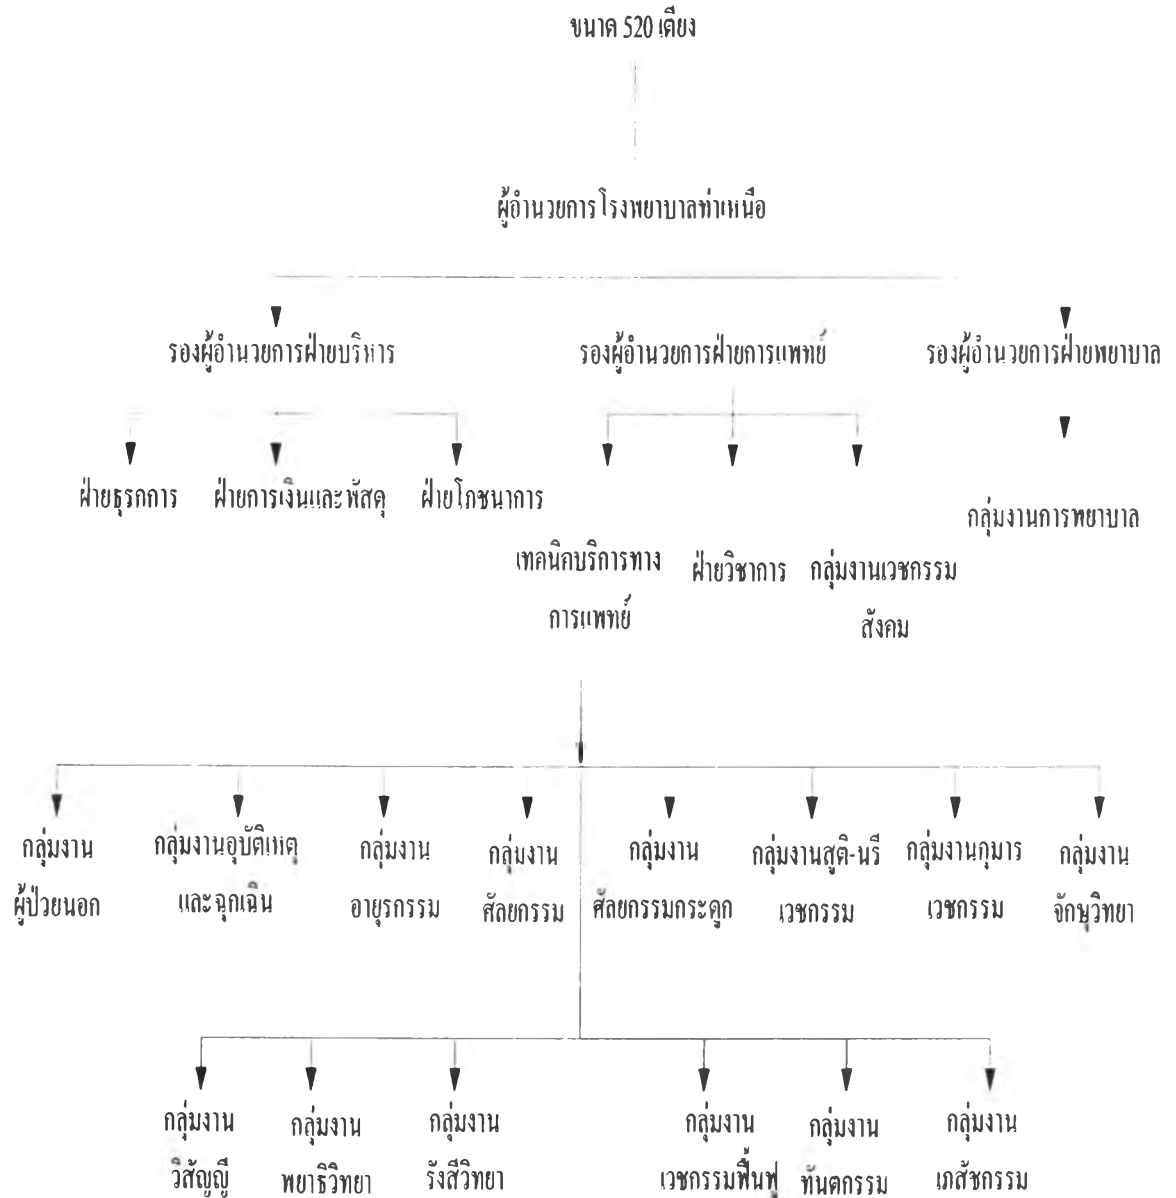 ขนาด 520 เตียง
ผู้อำนวยการโรงพยาบาลท่าเหนือ
รองผู้อำนวยการฝ่ายบริหาร
รองผู้อำนวยการฝ่ายการแพทย์
รองผู้อำนวยการฝ่ายพยาบาล
ฝ่ายธุรกการ
ฝ่ายการเงินและพัสดุ
ฝ่ายโภชนาการ
กลุ่มงานการพยาบาล
เทคนิคบริการทาง
การแพทย์
ฝ่ายวิชาการ
กลุ่มงานเวชกรรม
สังคม
กลุ่มงาน
ผู้ป่วยนอก
กลุ่มงานอุบัติเหตุ
และฉุกเฉิน
กลุ่มงาน
อายุรกรรม
กลุ่มงาน
ศัลยกรรม
กลุ่มงาน
ศัลยกรรมกระดูก
กลุ่มงานสูติ-นรี
เวชกรรม
กลุ่มงานกุมาร
เวชกรรม
กลุ่มงาน
จักษุวิทยา
กลุ่มงาน
วิสัญญี
กลุ่มงาน
พยาธิวิทยา
กลุ่มงาน
รังสีวิทยา
กลุ่มงาน
เวชกรรมฟื้นฟู
กลุ่มงาน
ทันตกรรม
กลุ่มงาน
เภสัชกรรม